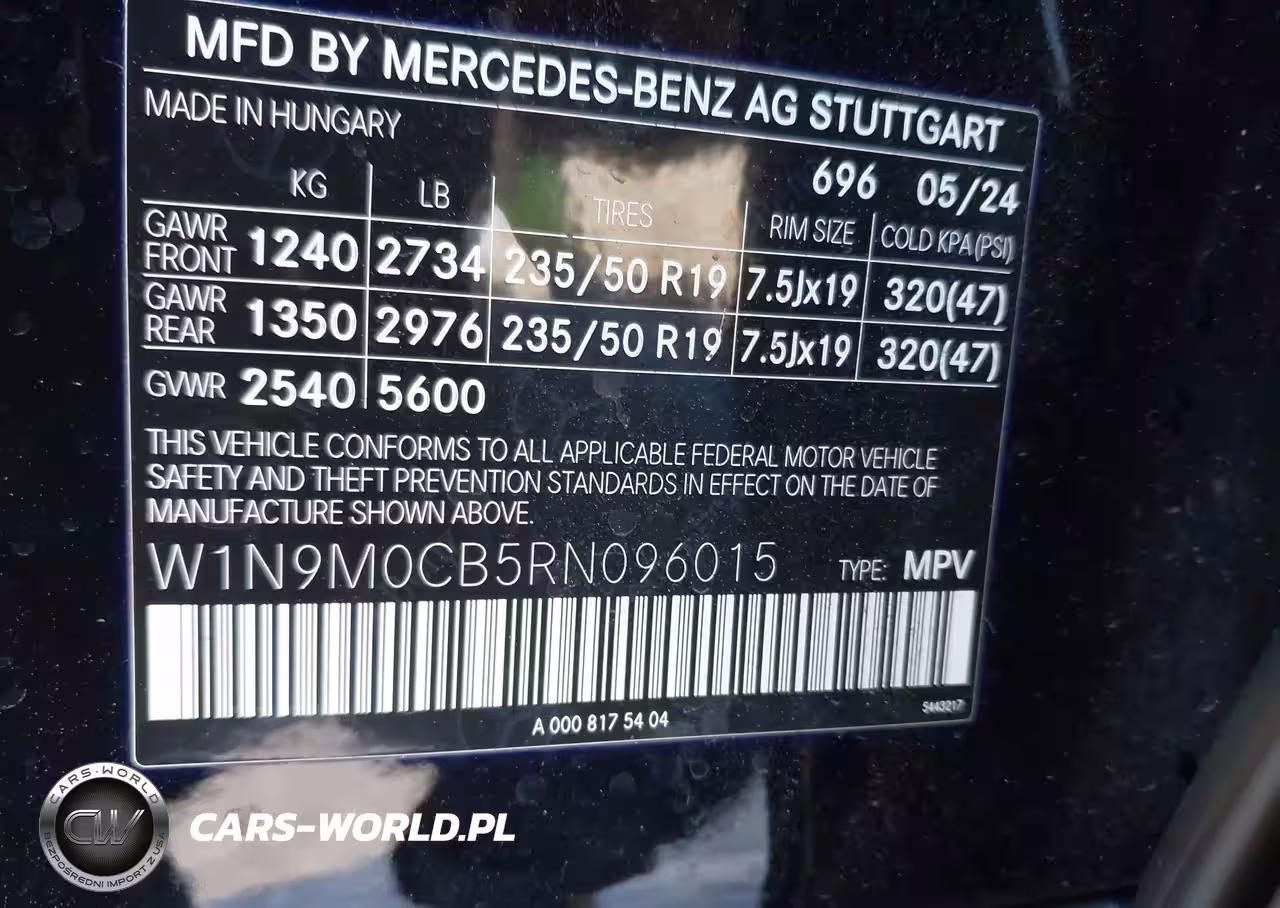 MFD BY MERCEDES-BENZ AG STUTTGART
MADE IN HUNGARY
696 05/24
KG LB TIRES RIM SIZE COLD KPA(PSI)
GAWR FRONT 1240 2734 235/50 R19 7.5Jx19 320(47)
GAWR REAR 1350 2976 235/50 R19 7.5Jx19 320(47)
GVWR 2540 5600
THIS VEHICLE CONFORMS TO ALL APPLICABLE FEDERAL MOTOR VEHICLE
SAFETY AND THEFT PREVENTION STANDARDS IN EFFECT ON THE DATE OF
MANUFACTURE SHOWN ABOVE.
W1N9M0CB5RN096015 TYPE: MPV
A 000 817 54 04
5443217
CARS-WORLD
CW
BEZPOŚREDNI IMPORT Z USA
CARS-WORLD.PL